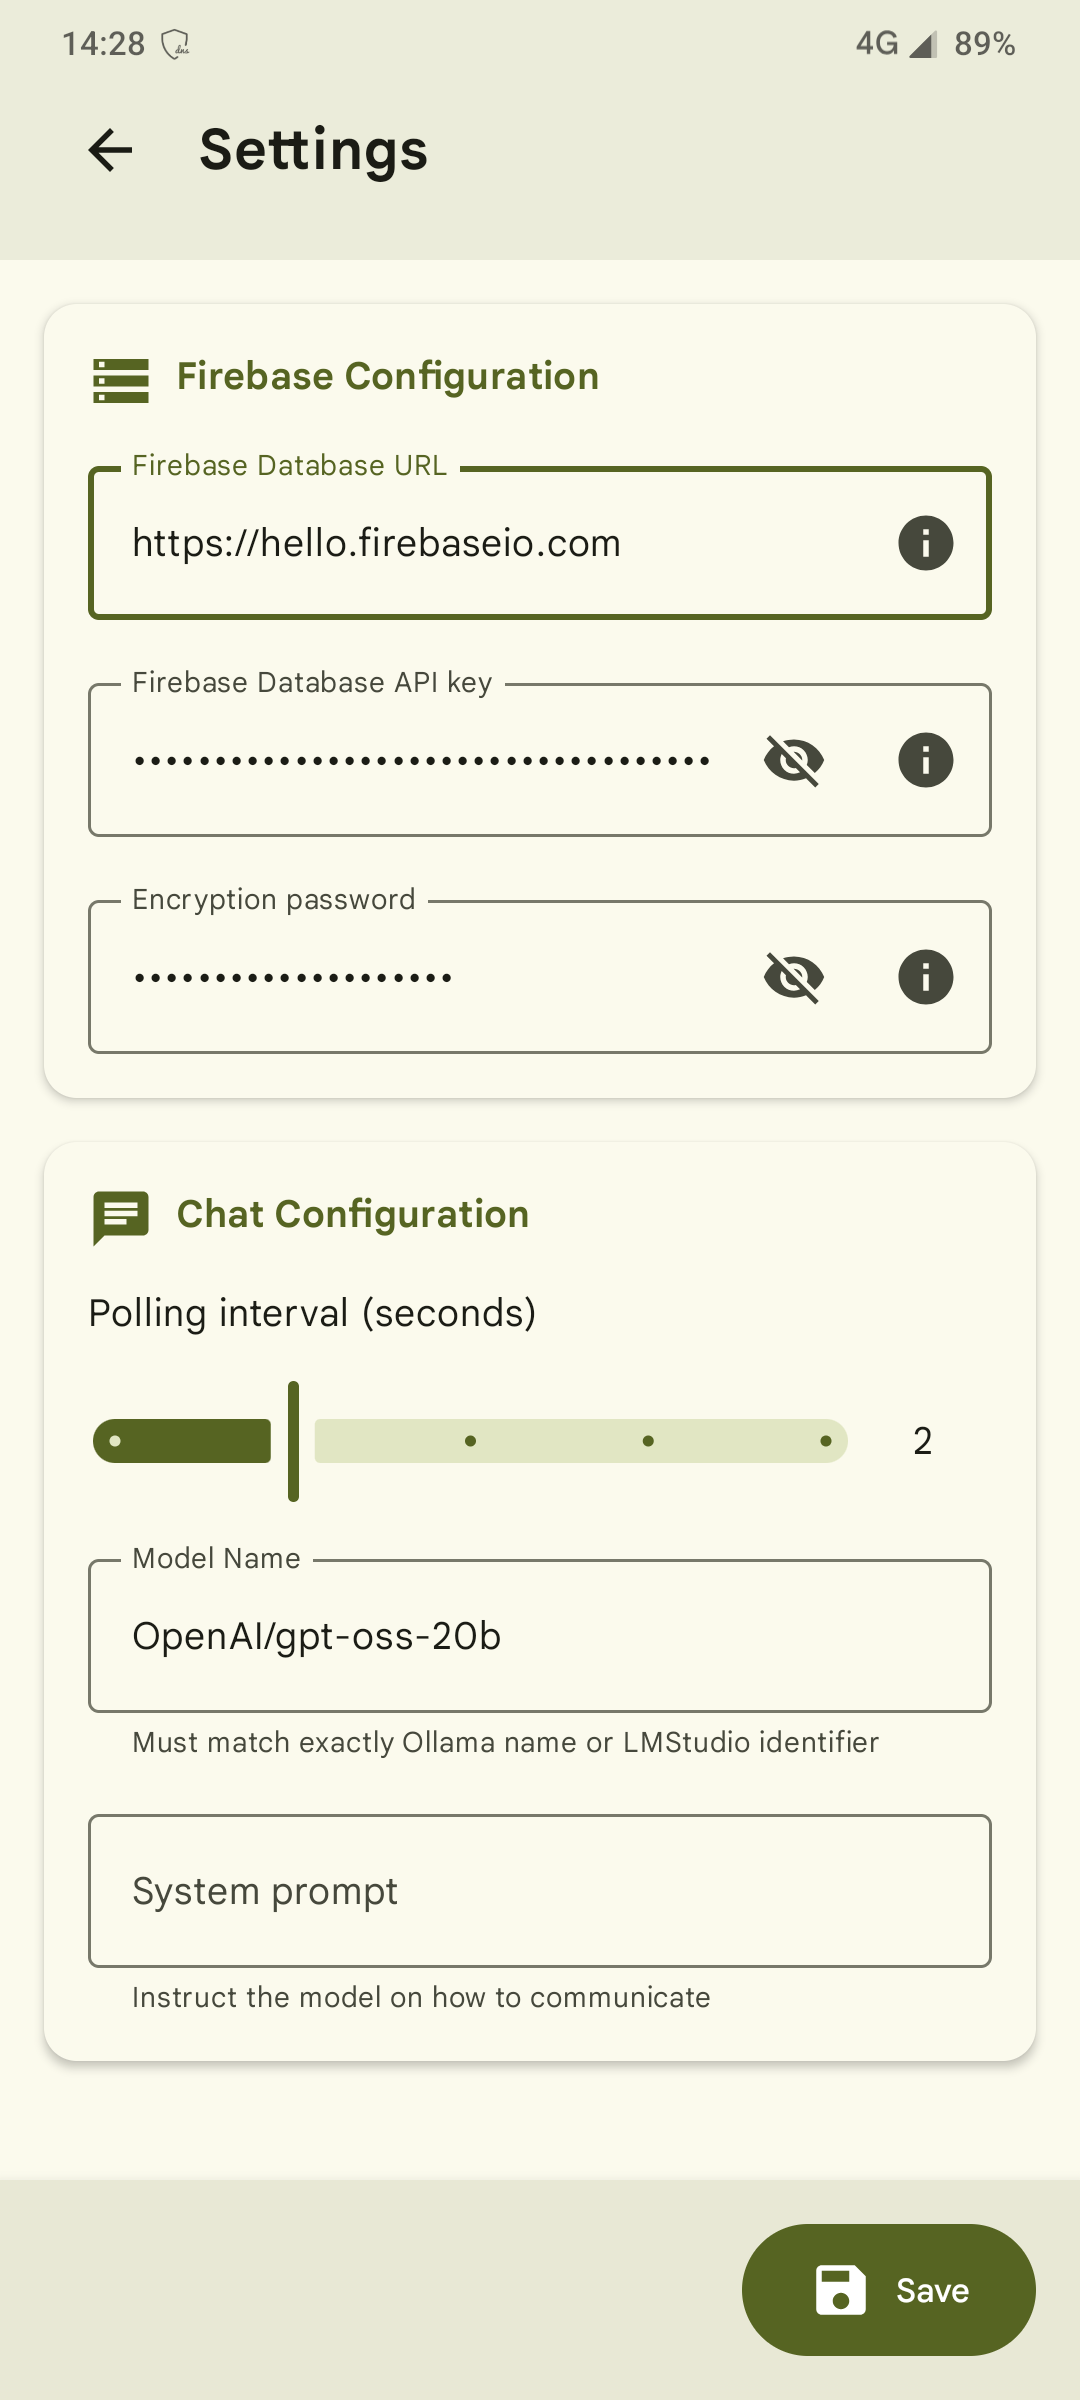 14:28 dns 4G 89%
Settings
Firebase Configuration
Firebase Database URL
https://hello.firebaseio.com
Firebase Database API key
••••••••••••••••••••••••••••••••••••
Encryption password
••••••••••••••••••••
Chat Configuration
Polling interval (seconds)
2
Model Name
OpenAI/gpt-oss-20b
Must match exactly Ollama name or LMStudio identifier
System prompt
Instruct the model on how to communicate
Save